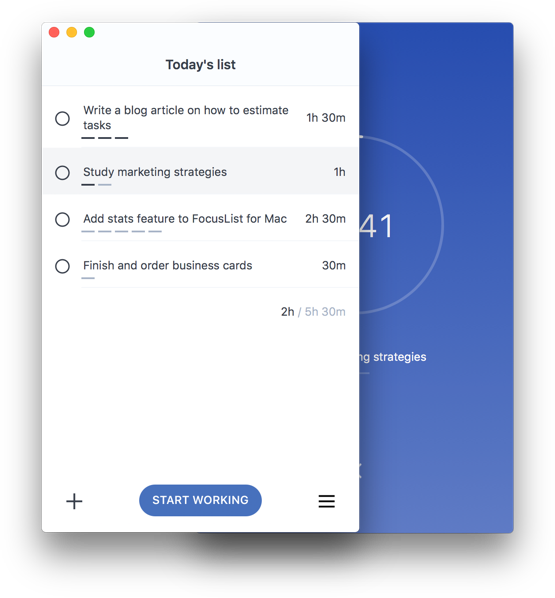 Today's list
Write a blog article on how to estimate
tasks
1h 30m
Study marketing strategies
1h
Add stats feature to FocusList for Mac
2h 30m
Finish and order business cards
30m
2h / 5h 30m
START WORKING
41
strategies